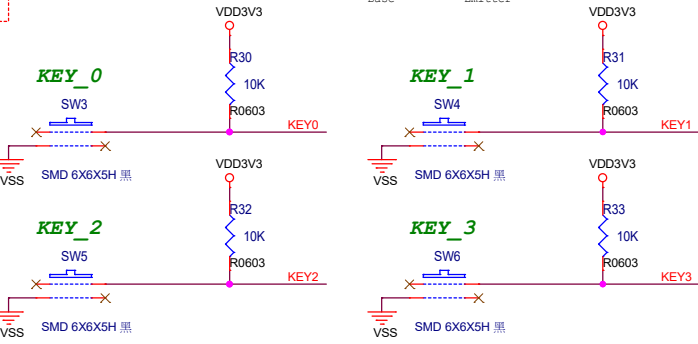 VDD3V3
VDD3V3
R30
R31
KEY_0
10K
KEY_1
10K
SW3
SW4
R0603
R0603
KEY0
KEY1
VSS
SMD 6X6X5H 黑
VSS
SMD 6X6X5H 黑
VDD3V3
VDD3V3
R32
R33
KEY_2
10K
KEY_3
10K
SW5
SW6
R0603
R0603
KEY2
KEY3
VSS
SMD 6X6X5H 黑
VSS
SMD 6X6X5H 黑